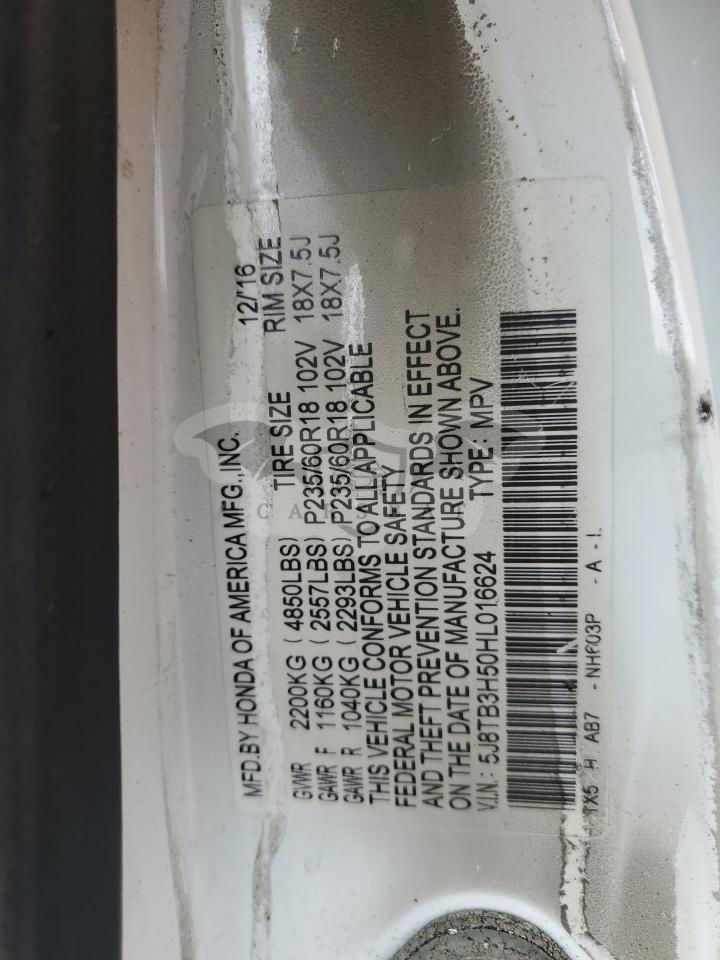 MFD.BY HONDA OF AMERICA MFG.,INC. 12/'16
TIRE SIZE RIM SIZE
GVWR 2200KG ( 4850LBS)
GAWR F 1160KG ( 2557LBS) P235/60R18 102V 18X7.5J
GAWR R 1040KG ( 2293LBS) P235/60R18 102V 18X7.5J
THIS VEHICLE CONFORMS TO ALL APPLICABLE
FEDERAL MOTOR VEHICLE SAFETY
AND THEFT PREVENTION STANDARDS IN EFFECT
ON THE DATE OF MANUFACTURE SHOWN ABOVE.
V.I.N.: 5J8TB3H50HL016624 TYPE: MPV
TX5 H AB7 - - A -